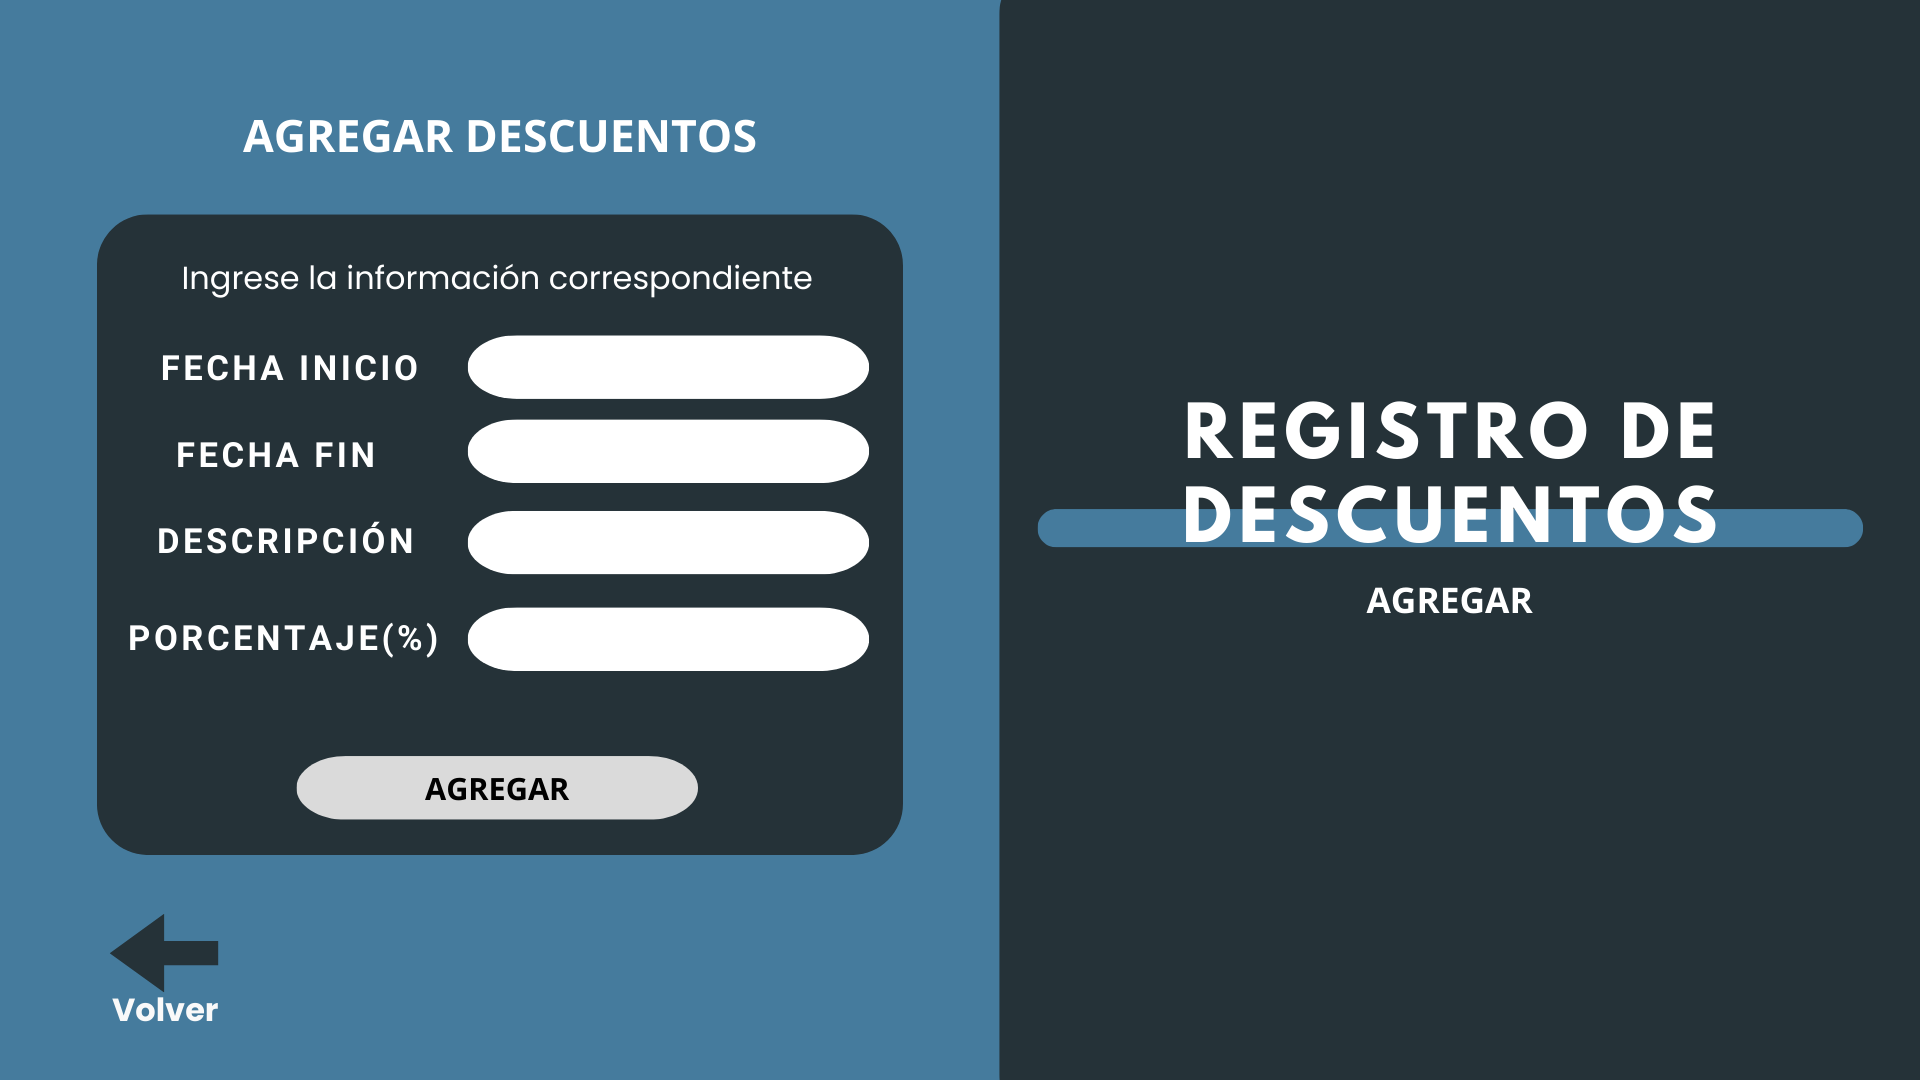 AGREGAR DESCUENTOS
Ingrese la información correspondiente
FECHA INICIO
FECHA FIN
DESCRIPCIÓN
PORCENTAJE(%)
AGREGAR
Volver
REGISTRO DE
DESCUENTOS
AGREGAR